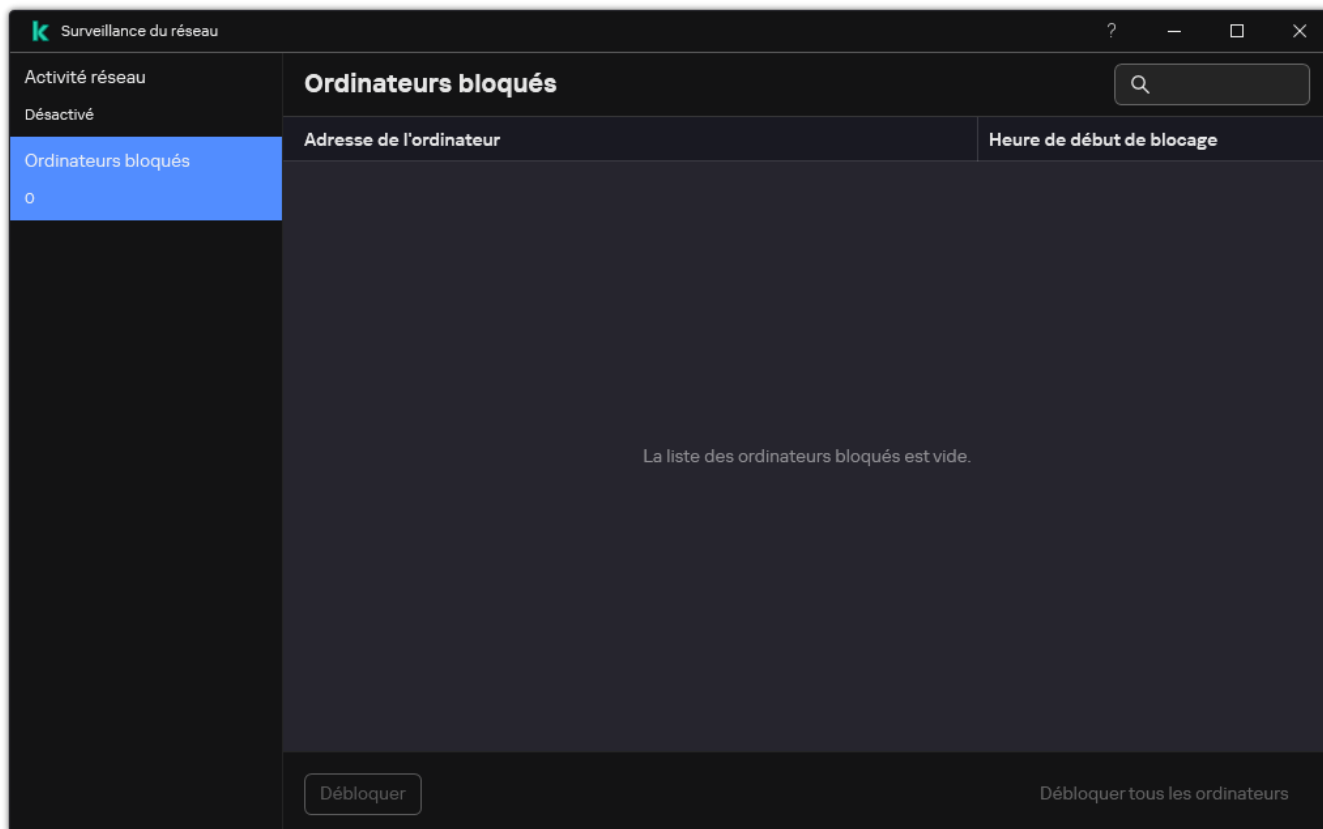 Surveillance du réseau
?
Activité réseau
Désactivé
Ordinateurs bloqués
0
Ordinateurs bloqués
Adresse de l'ordinateur
Heure de début de blocage
La liste des ordinateurs bloqués est vide.
Débloquer
Débloquer tous les ordinateurs